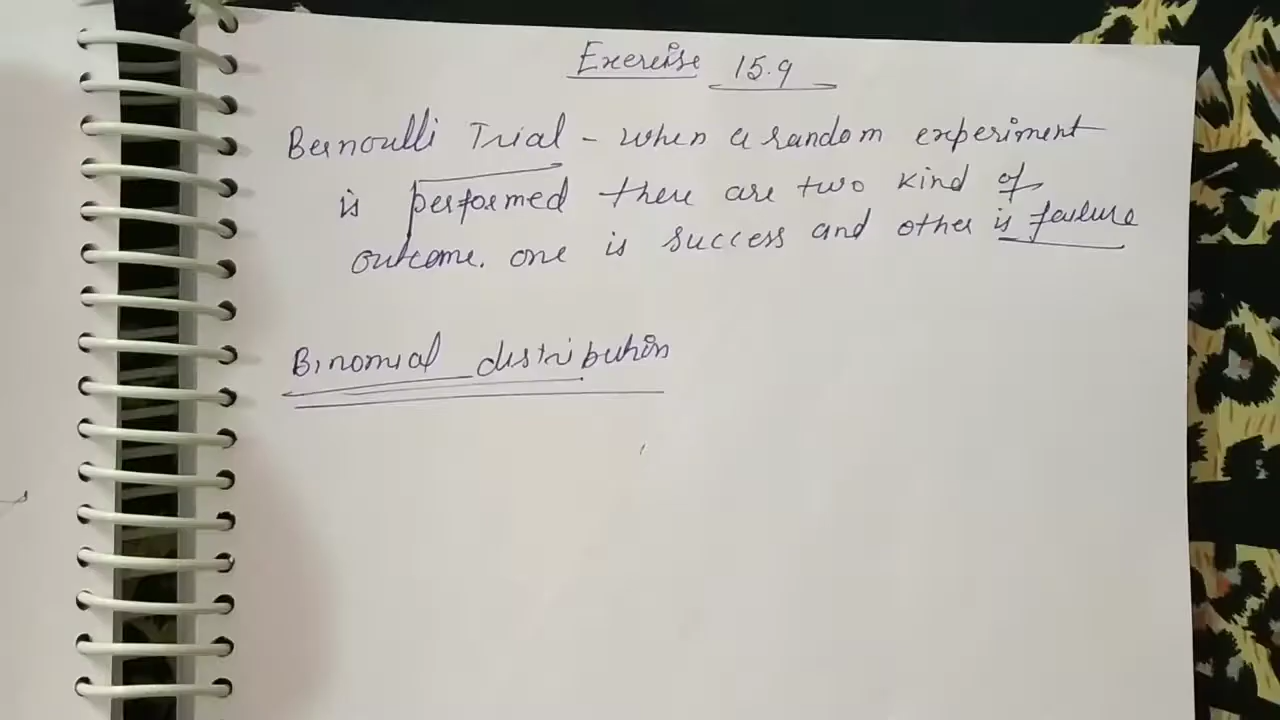 Exercise 15.9
Bernoulli Trial - when a random experiment
is performed there are two kind of
outcome. one is success and other is failure
Binomial distribution